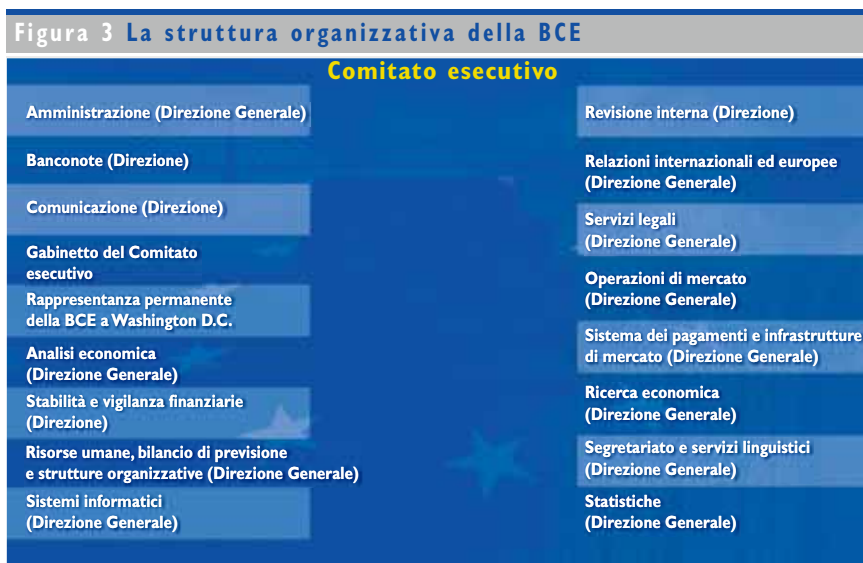 Figura 3 La struttura organizzativa della BCE
Comitato esecutivo
Amministrazione (Direzione Generale)
Banconote (Direzione)
Comunicazione (Direzione)
Gabinetto del Comitato
esecutivo
Rappresentanza permanente
della BCE a Washington D.C.
Analisi economica
(Direzione Generale)
Stabilità e vigilanza finanziarie
(Direzione)
Risorse umane, bilancio di previsione
e strutture organizzative (Direzione Generale)
Sistemi informatici
(Direzione Generale)
Revisione interna (Direzione)
Relazioni internazionali ed europee
(Direzione Generale)
Servizi legali
(Direzione Generale)
Operazioni di mercato
(Direzione Generale)
Sistema dei pagamenti e infrastrutture
di mercato (Direzione Generale)
Ricerca economica
(Direzione Generale)
Segretariato e servizi linguistici
(Direzione Generale)
Statistiche
(Direzione Generale)